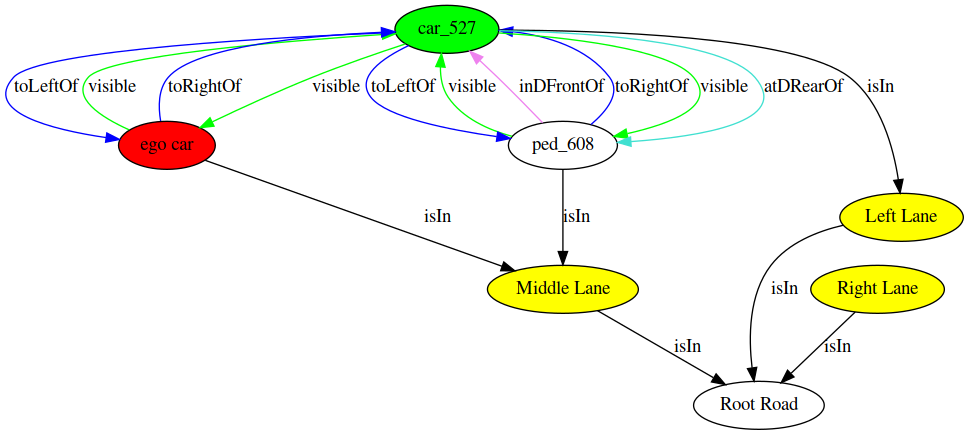 car_527
toLeftOf
visible
toRightOf
visible
toLeftOf
visible
inDFrontOf
toRightOf
visible
atDRearOf
isIn
ego car
ped_608
isIn
isIn
Left Lane
Middle Lane
isIn
Right Lane
isIn
isIn
Root Road